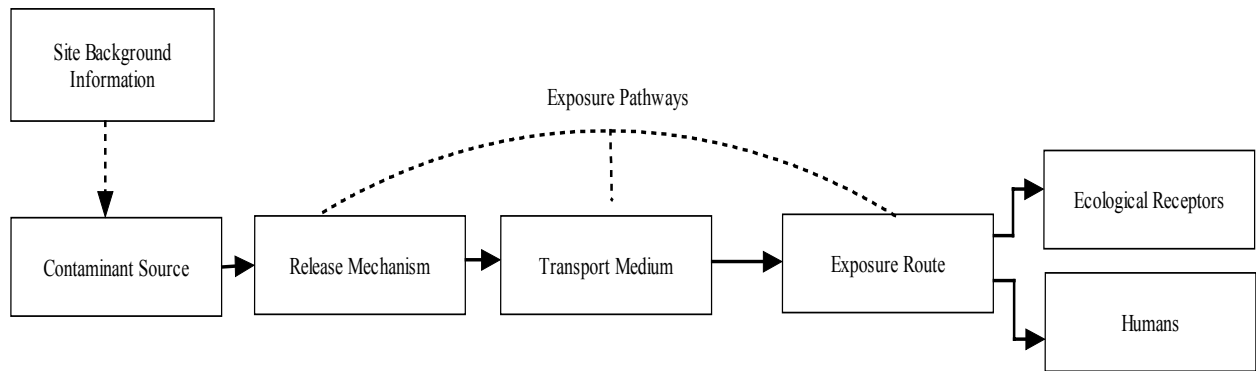 Site Background
Information
Exposure Pathways
Ecological Receptors
Contaminant Source
Release Mechanism
Transport Medium
Exposure Route
Humans